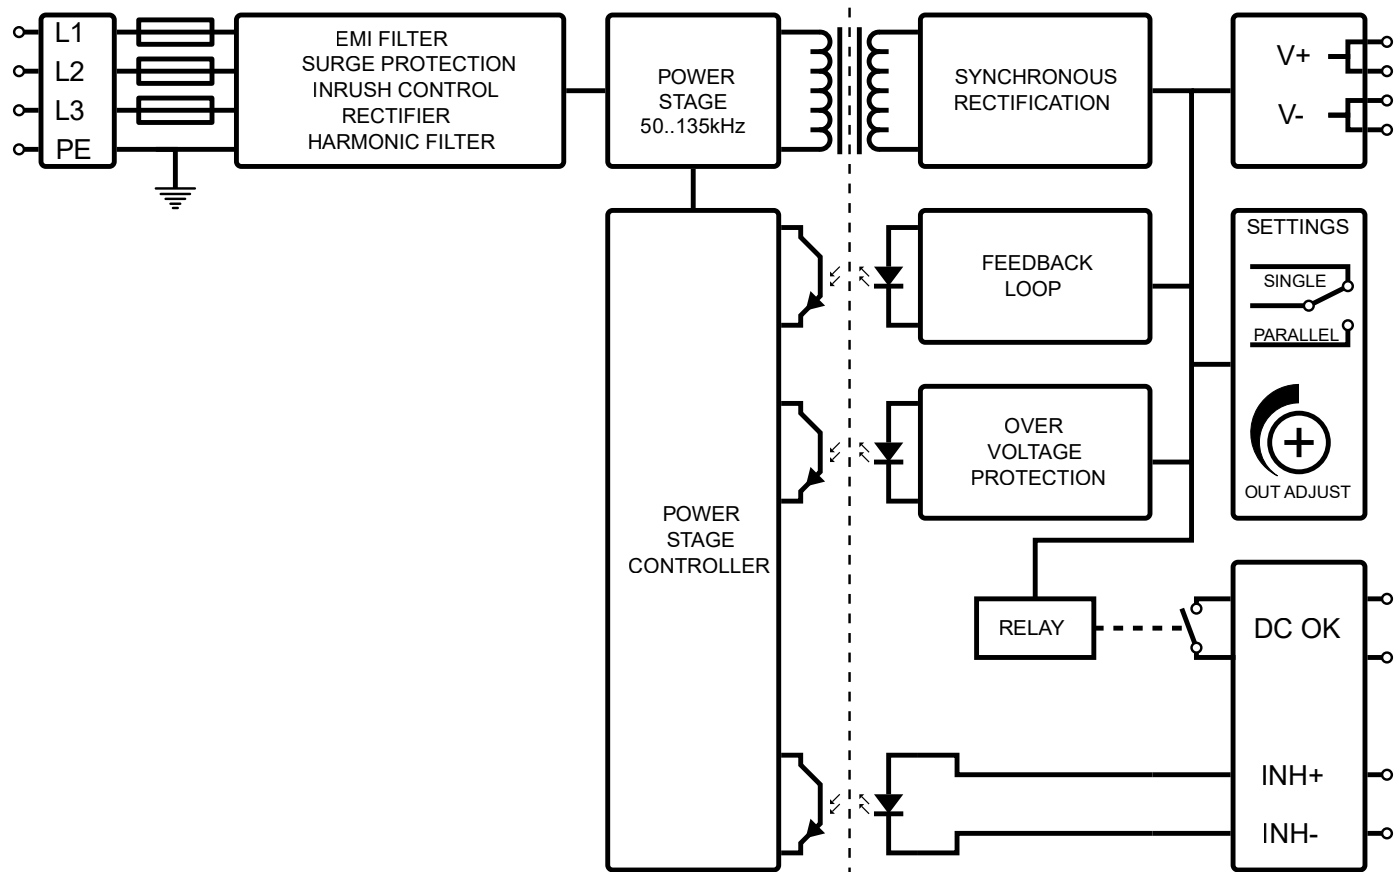 L1
L2
L3
PE
EMI FILTER
SURGE PROTECTION
INRUSH CONTROL
RECTIFIER
HARMONIC FILTER
POWER
STAGE
50..135kHz
SYNCHRONOUS
RECTIFICATION
V+
V-
FEEDBACK
LOOP
SETTINGS
SINGLE
PARALLEL
OUT ADJUST
OVER
VOLTAGE
PROTECTION
POWER
STAGE
CONTROLLER
RELAY
DC OK
INH+
INH-